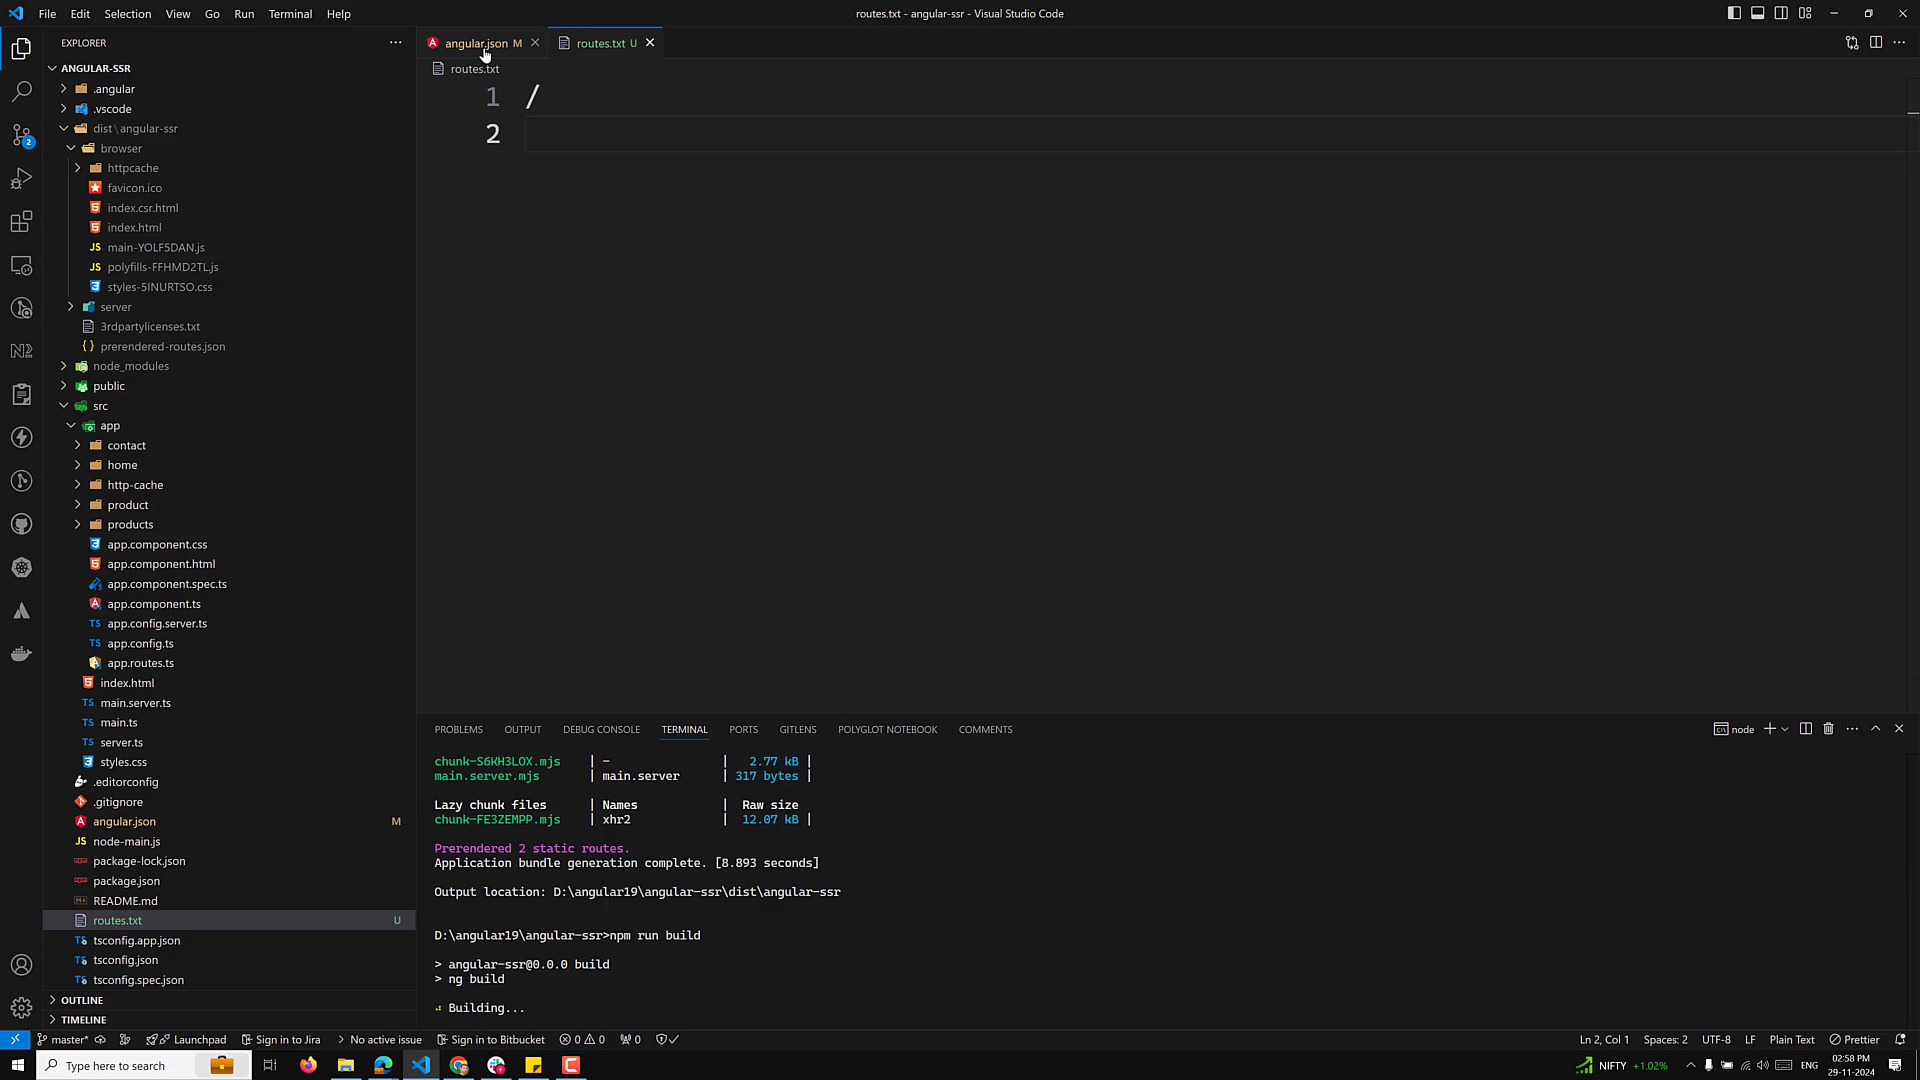 File Edit Selection View Go Run Terminal Help
routes.txt - angular-ssr - Visual Studio Code
EXPLORER
ANGULAR-SSR
.angular
.vscode
dist\angular-ssr
browser
httpcache
favicon.ico
index.csr.html
index.html
main-YOLF5DAN.js
polyfills-FFHMD2TL.js
styles-5INURTSO.css
server
3rdpartylicenses.txt
prerendered-routes.json
node_modules
public
src
app
contact
home
http-cache
product
products
app.component.css
app.component.html
app.component.spec.ts
app.component.ts
app.config.server.ts
app.config.ts
app.routes.ts
index.html
main.server.ts
main.ts
server.ts
styles.css
.editorconfig
.gitignore
angular.json M
node-main.js
package-lock.json
package.json
README.md
routes.txt U
tsconfig.app.json
tsconfig.json
tsconfig.spec.json
OUTLINE
TIMELINE
angular.json M routes.txt U
routes.txt
1 /
2
PROBLEMS OUTPUT DEBUG CONSOLE TERMINAL PORTS GITLENS POLYGLOT NOTEBOOK COMMENTS
node
chunk-S6KH3LOX.mjs | - | 2.77 kB |
main.server.mjs | main.server | 317 bytes |
Lazy chunk files | Names | Raw size
chunk-FE3ZEMPP.mjs | xhr2 | 12.07 kB |
Prerendered 2 static routes.
Application bundle generation complete. [8.893 seconds]
Output location: D:\angular19\angular-ssr\dist\angular-ssr
D:\angular19\angular-ssr>npm run build
> angular-ssr@0.0.0 build
> ng build
Building...
master* Launchpad Sign in to Jira No active issue Sign in to Bitbucket 0 0 0
Ln 2, Col 1 Spaces: 2 UTF-8 LF Plain Text Prettier
Type here to search
NIFTY +1.02% ENG 02:58 PM
29-11-2024